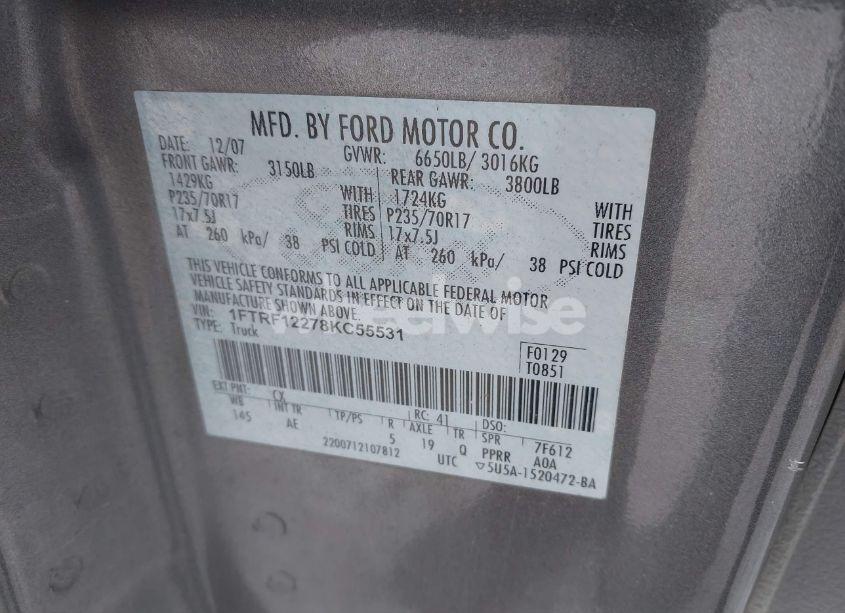 MFD. BY FORD MOTOR CO.
DATE: 12/07 GVWR: 6650LB/ 3016KG
FRONT GAWR: 3150LB REAR GAWR: 3800LB
1429KG WITH 1724KG WITH
P235/70R17 TIRES P235/70R17 TIRES
17x7.5J RIMS 17x7.5J RIMS
AT 260 kPa/ 38 PSI COLD AT 260 kPa/ 38 PSI COLD
THIS VEHICLE CONFORMS TO ALL APPLICABLE FEDERAL MOTOR
VEHICLE SAFETY STANDARDS IN EFFECT ON THE DATE OF
MANUFACTURE SHOWN ABOVE.
VIN: 1FTRF12278KC55531
TYPE: Truck
F0129
T0851
EXT PNT: CX RC: 41 DSO:
WB INT TR TP/PS R AXLE TR SPR 7F612
145 AE 5 19 Q PPRR A0A
2200712107812 UTC ▽5U5A-1520472-BA
wheelwise